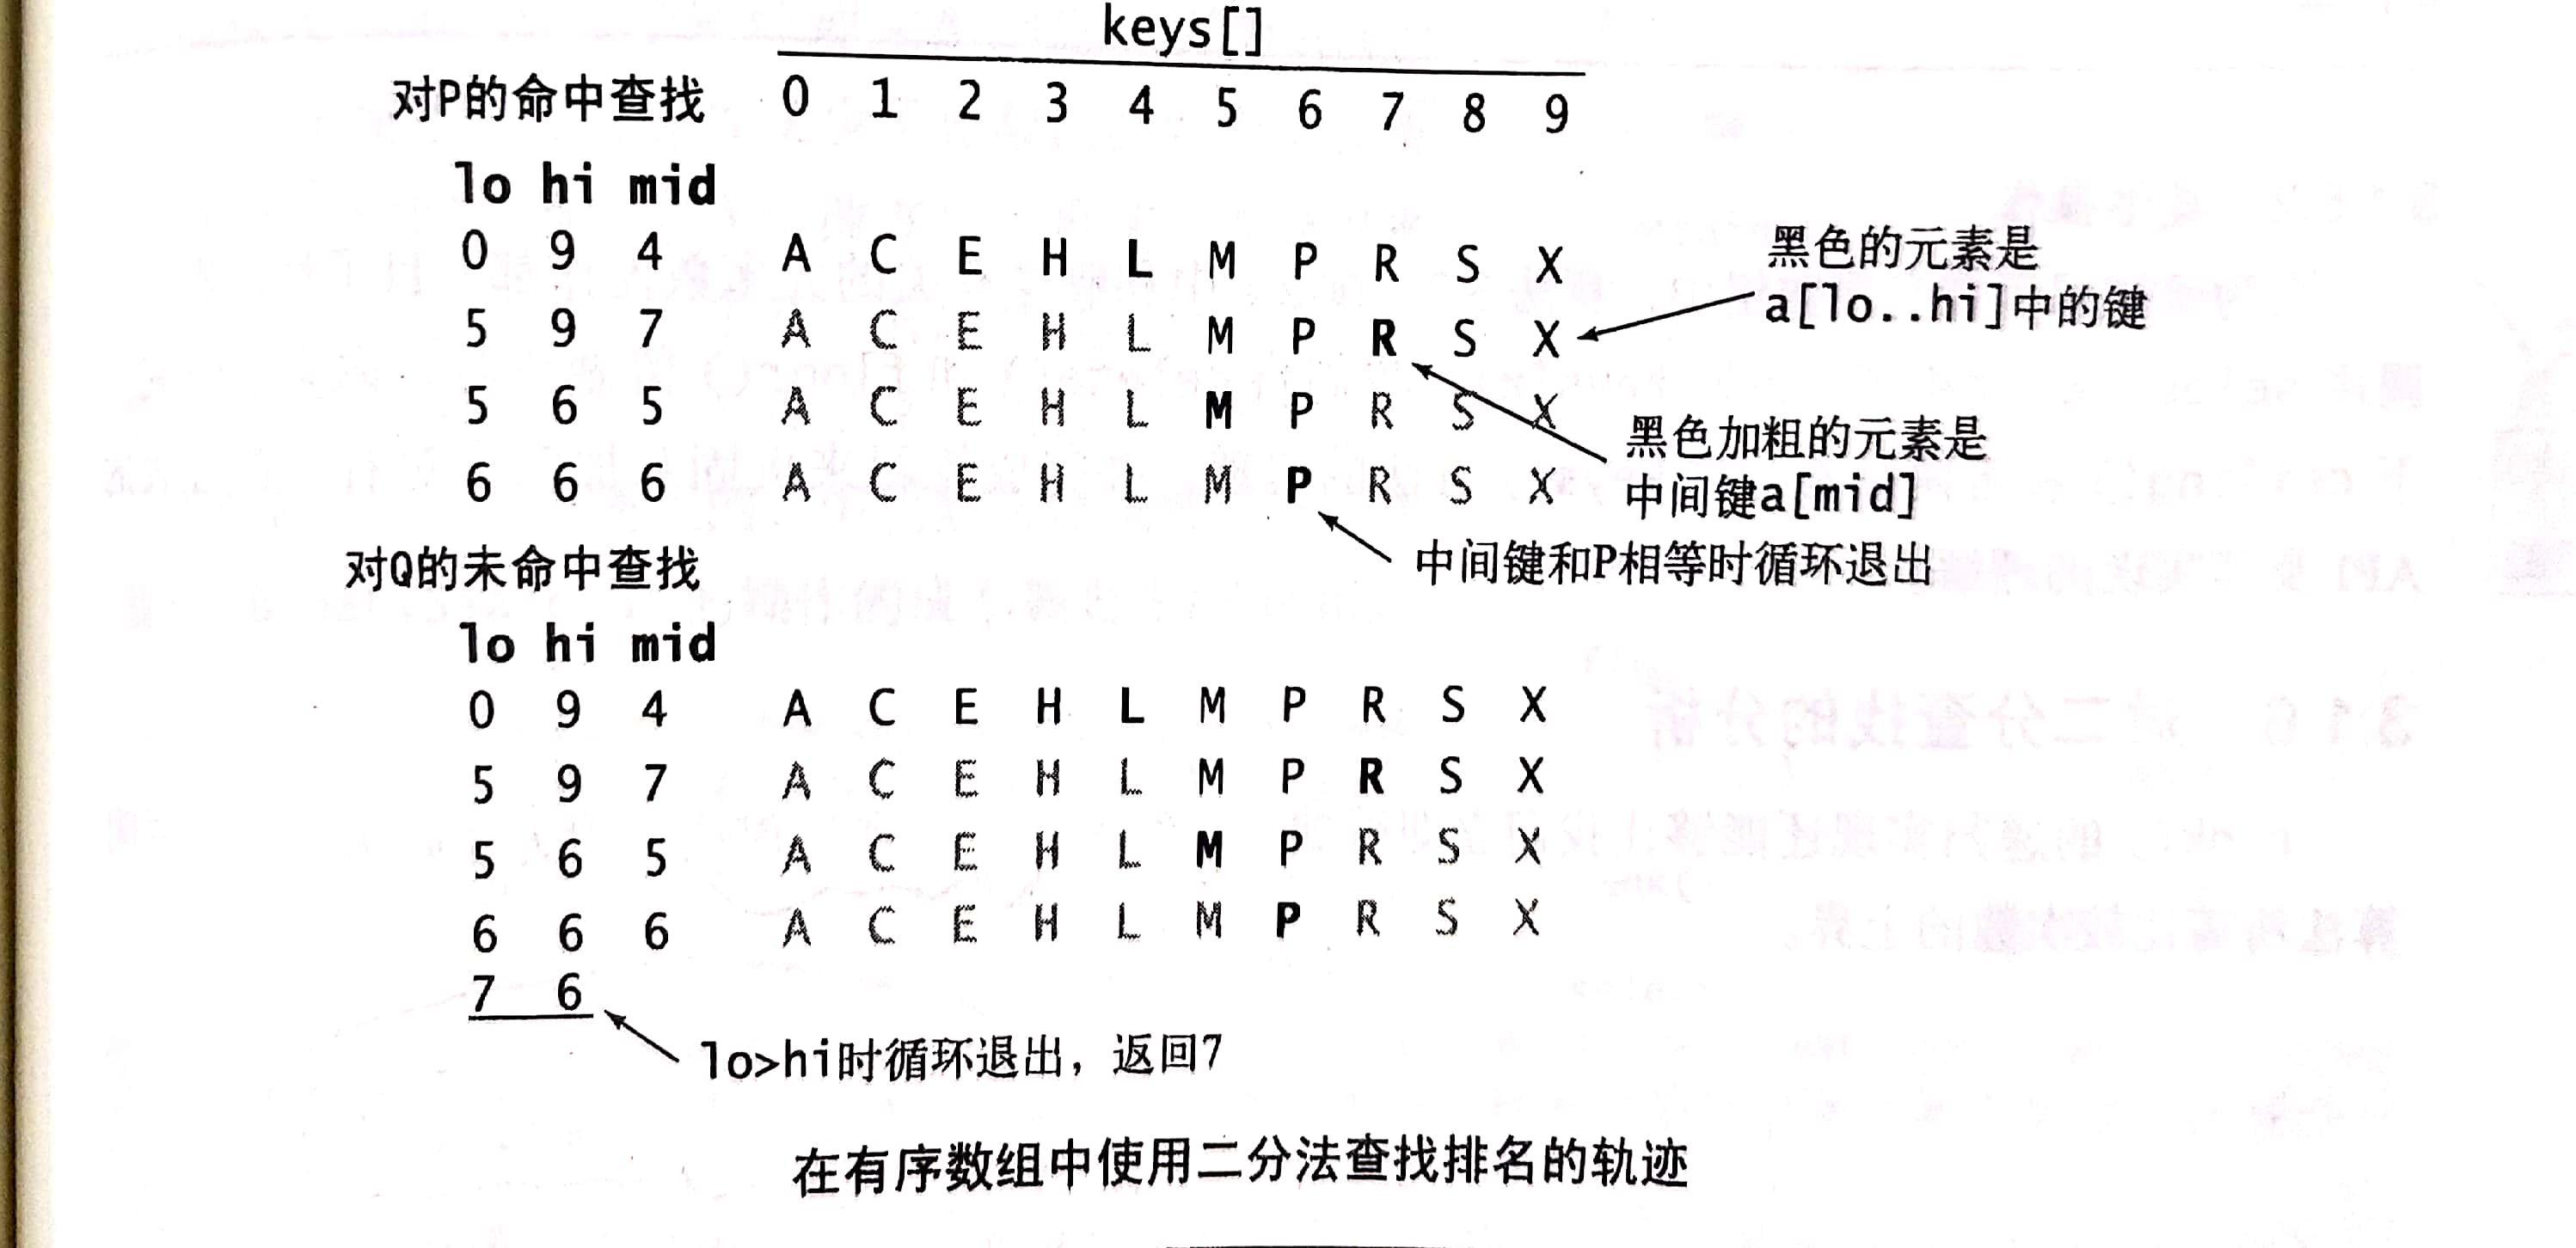 keys[]
对P的命中查找 0 1 2 3 4 5 6 7 8 9
lo hi mid
0 9 4 A C E H L M P R S X
5 9 7 A C E H L M P R S X
5 6 5 A C E H L M P R S X
6 6 6 A C E H L M P R S X
黑色的元素是
a[lo..hi]中的键
黑色加粗的元素是
中间键a[mid]
中间键和P相等时循环退出
对Q的未命中查找
lo hi mid
0 9 4 A C E H L M P R S X
5 9 7 A C E H L M P R S X
5 6 5 A C E H L M P R S X
6 6 6 A C E H L M P R S X
7 6
lo>hi时循环退出，返回7
在有序数组中使用二分法查找排名的轨迹